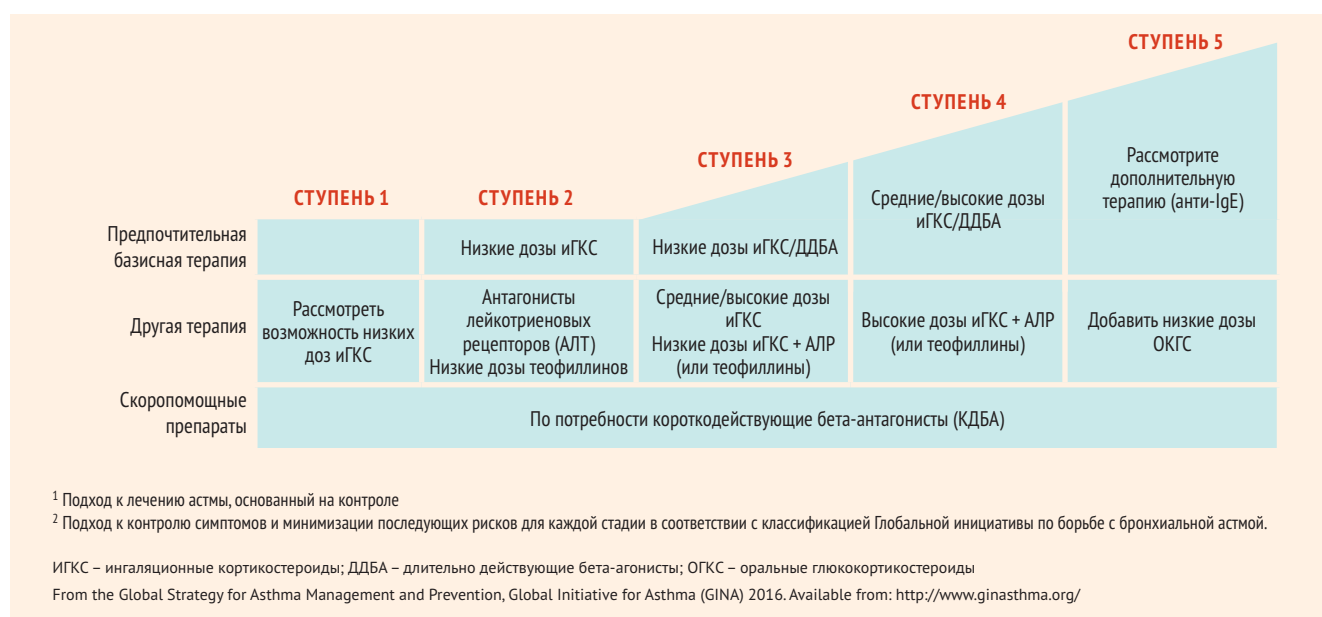 СТУПЕНЬ 5
СТУПЕНЬ 4
СТУПЕНЬ 3
СТУПЕНЬ 1
СТУПЕНЬ 2
Предпочтительная
базисная терапия
Низкие дозы иГКС
Низкие дозы иГКС/ДДБА
Средние/высокие дозы
иГКС/ДДБА
Рассмотрите
дополнительную
терапию (анти-IgE)
Другая терапия
Рассмотреть
возможность низких
доз иГКС
Антагонисты
лейкотриеновых
рецепторов (АЛТ)
Низкие дозы теофиллинов
Средние/высокие дозы
иГКС
Низкие дозы иГКС + АЛР
(или теофиллины)
Высокие дозы иГКС + АЛР
(или теофиллины)
Добавить низкие дозы
ОКГС
Скоропомощные
препараты
По потребности короткодействующие бета-антагонисты (КДБА)
1 Подход к лечению астмы, основанный на контроле
2 Подход к контролю симптомов и минимизации последующих рисков для каждой стадии в соответствии с классификацией Глобальной инициативы по борьбе с бронхиальной астмой.
ИГКС – ингаляционные кортикостероиды; ДДБА – длительно действующие бета-агонисты; ОГКС – оральные глюкокортикостероиды
From the Global Strategy for Asthma Management and Prevention, Global Initiative for Asthma (GINA) 2016. Available from: http://www.ginasthma.org/